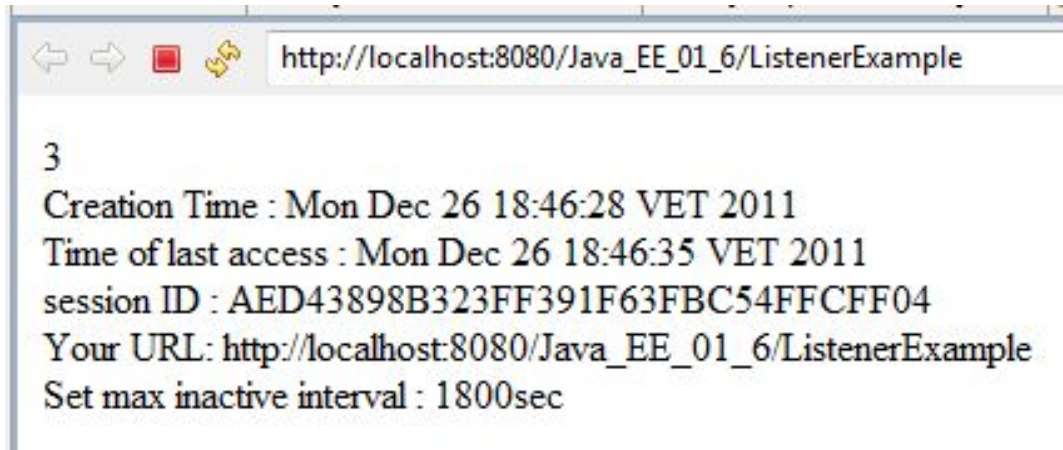 http://localhost:8080/Java_EE_01_6/ListenerExample
3
Creation Time : Mon Dec 26 18:46:28 VET 2011
Time of last access : Mon Dec 26 18:46:35 VET 2011
session ID : AED43898B323FF391F63FBC54FFCFF04
Your URL: http://localhost:8080/Java_EE_01_6/ListenerExample
Set max inactive interval : 1800sec